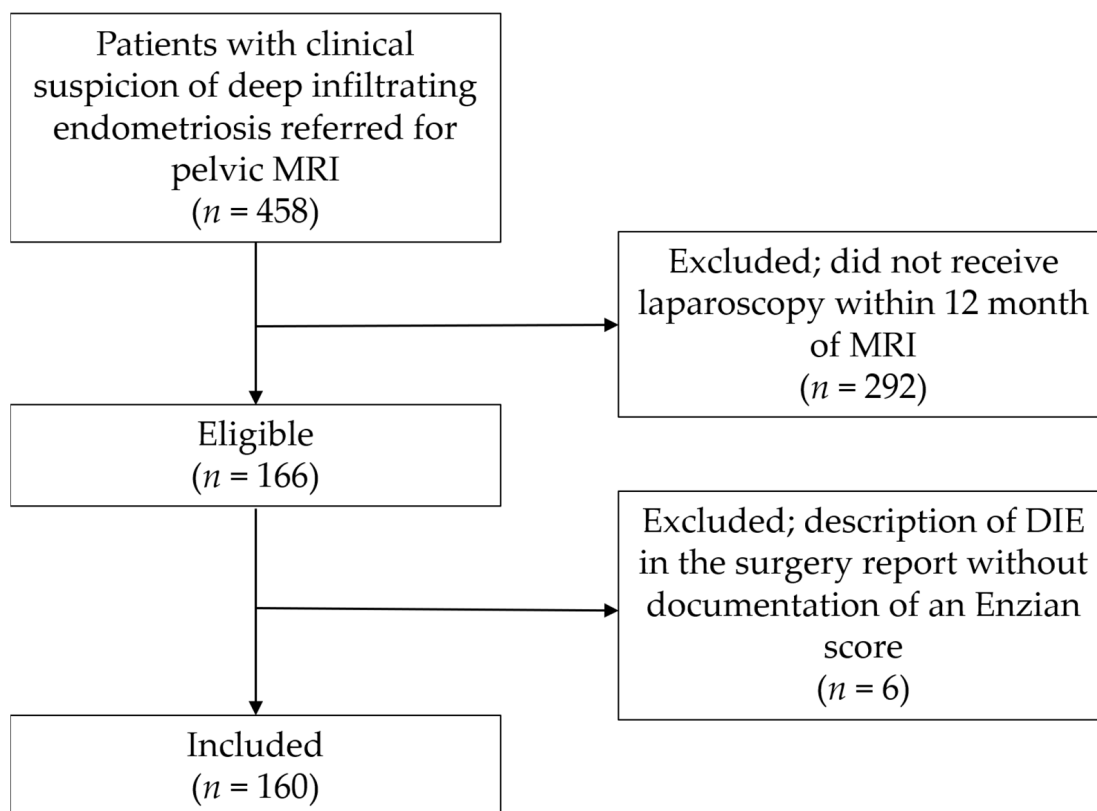 Patients with clinical
suspicion of deep infiltrating
endometriosis referred for
pelvic MRI
(n = 458)
Excluded; did not receive
laparoscopy within 12 month
of MRI
(n = 292)
Eligible
(n = 166)
Excluded; description of DIE
in the surgery report without
documentation of an Enzian
score
(n = 6)
Included
(n = 160)